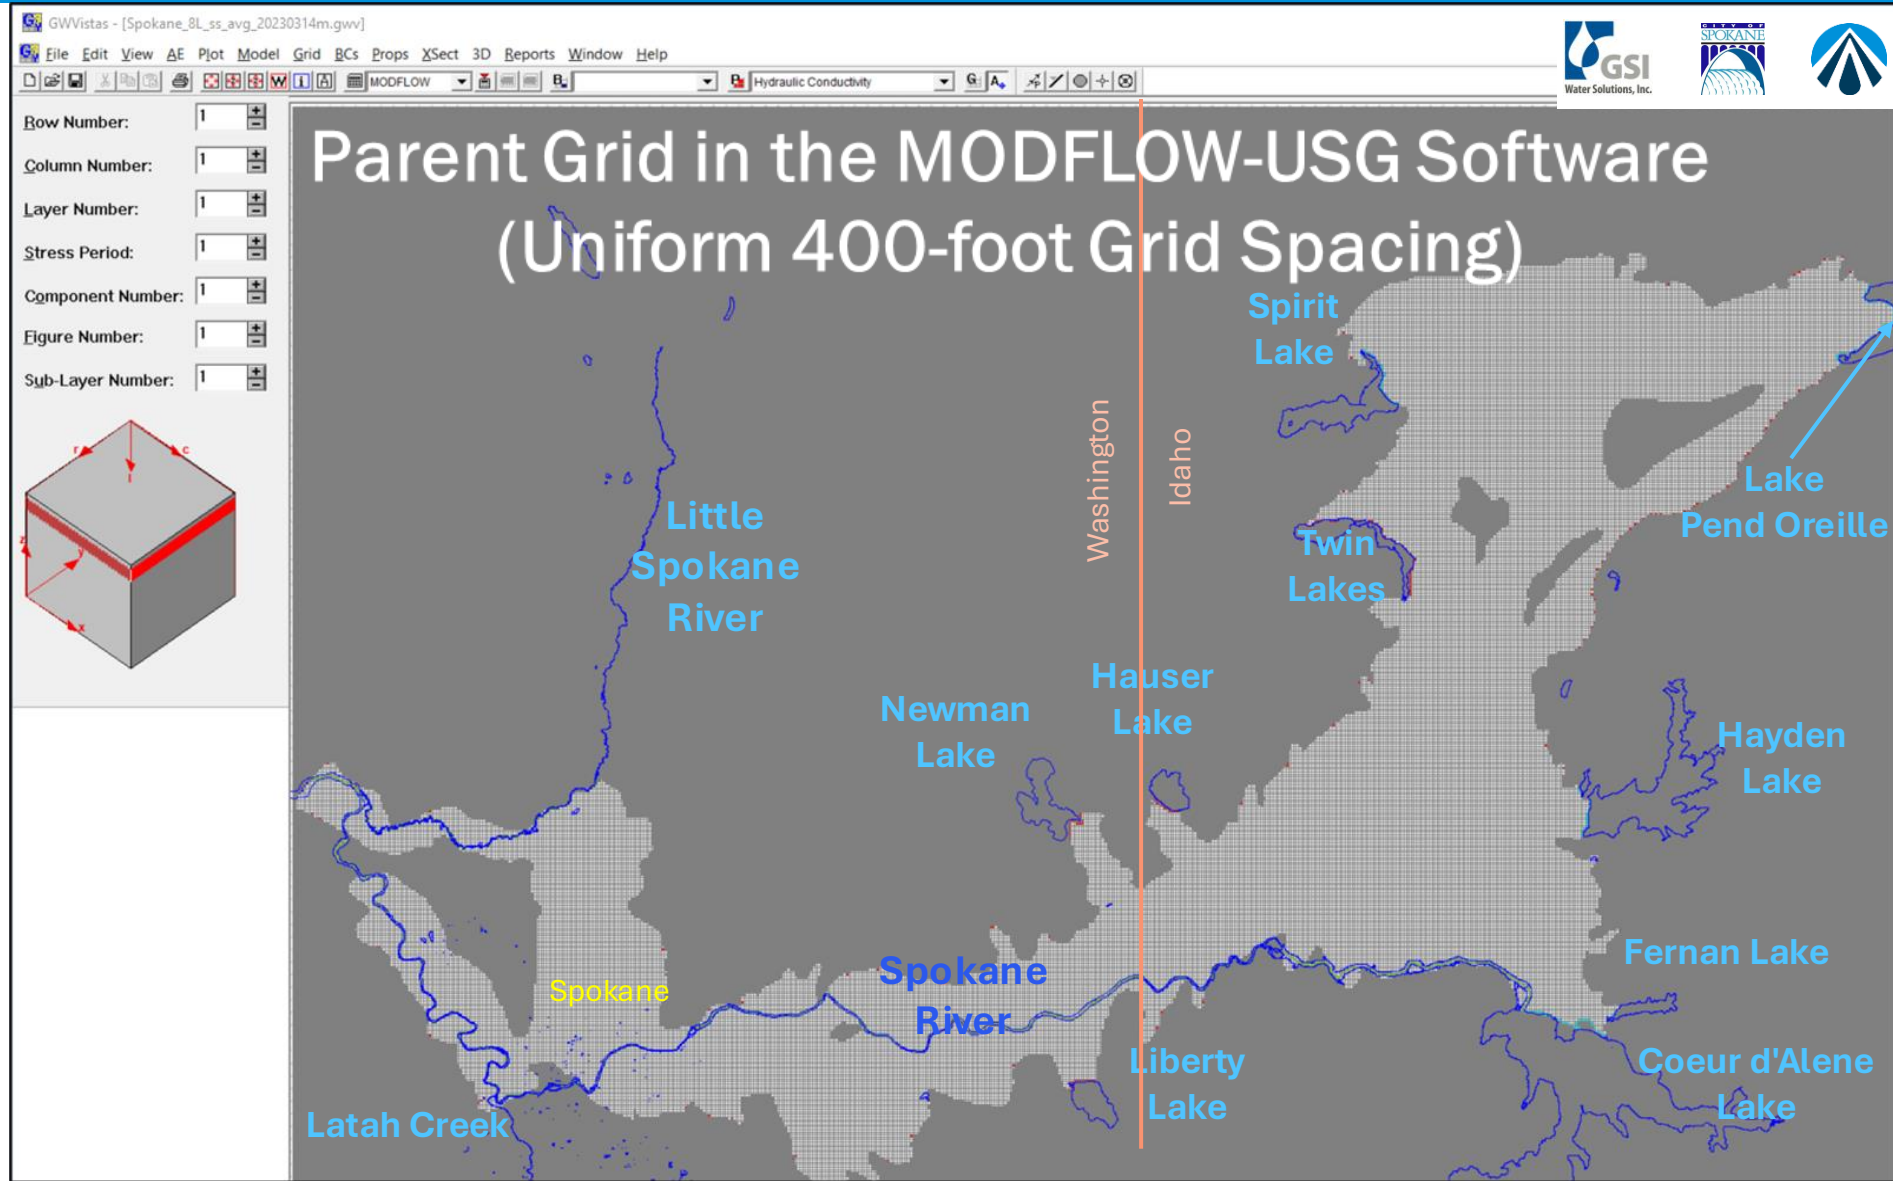 GWVistas - [Spokane_8L_ss_avg_20230314m.gwv]
File Edit View AE Plot Model Grid BCs Props XSect 3D Reports Window Help
MODFLOW
Hydraulic Conductivity
GSI
Water Solutions, Inc.
CITY OF
SPOKANE
Row Number: 1
Column Number: 1
Layer Number: 1
Stress Period: 1
Component Number: 1
Figure Number: 1
Sub-Layer Number: 1
r
c
l
z
y
x
Parent Grid in the MODFLOW-USG Software
(Uniform 400-foot Grid Spacing)
Spirit
Lake
Washington
Idaho
Lake
Pend Oreille
Little
Spokane
River
Twin
Lakes
Hauser
Lake
Newman
Lake
Hayden
Lake
Fernan Lake
Spokane
Spokane
River
Liberty
Lake
Coeur d'Alene
Lake
Latah Creek